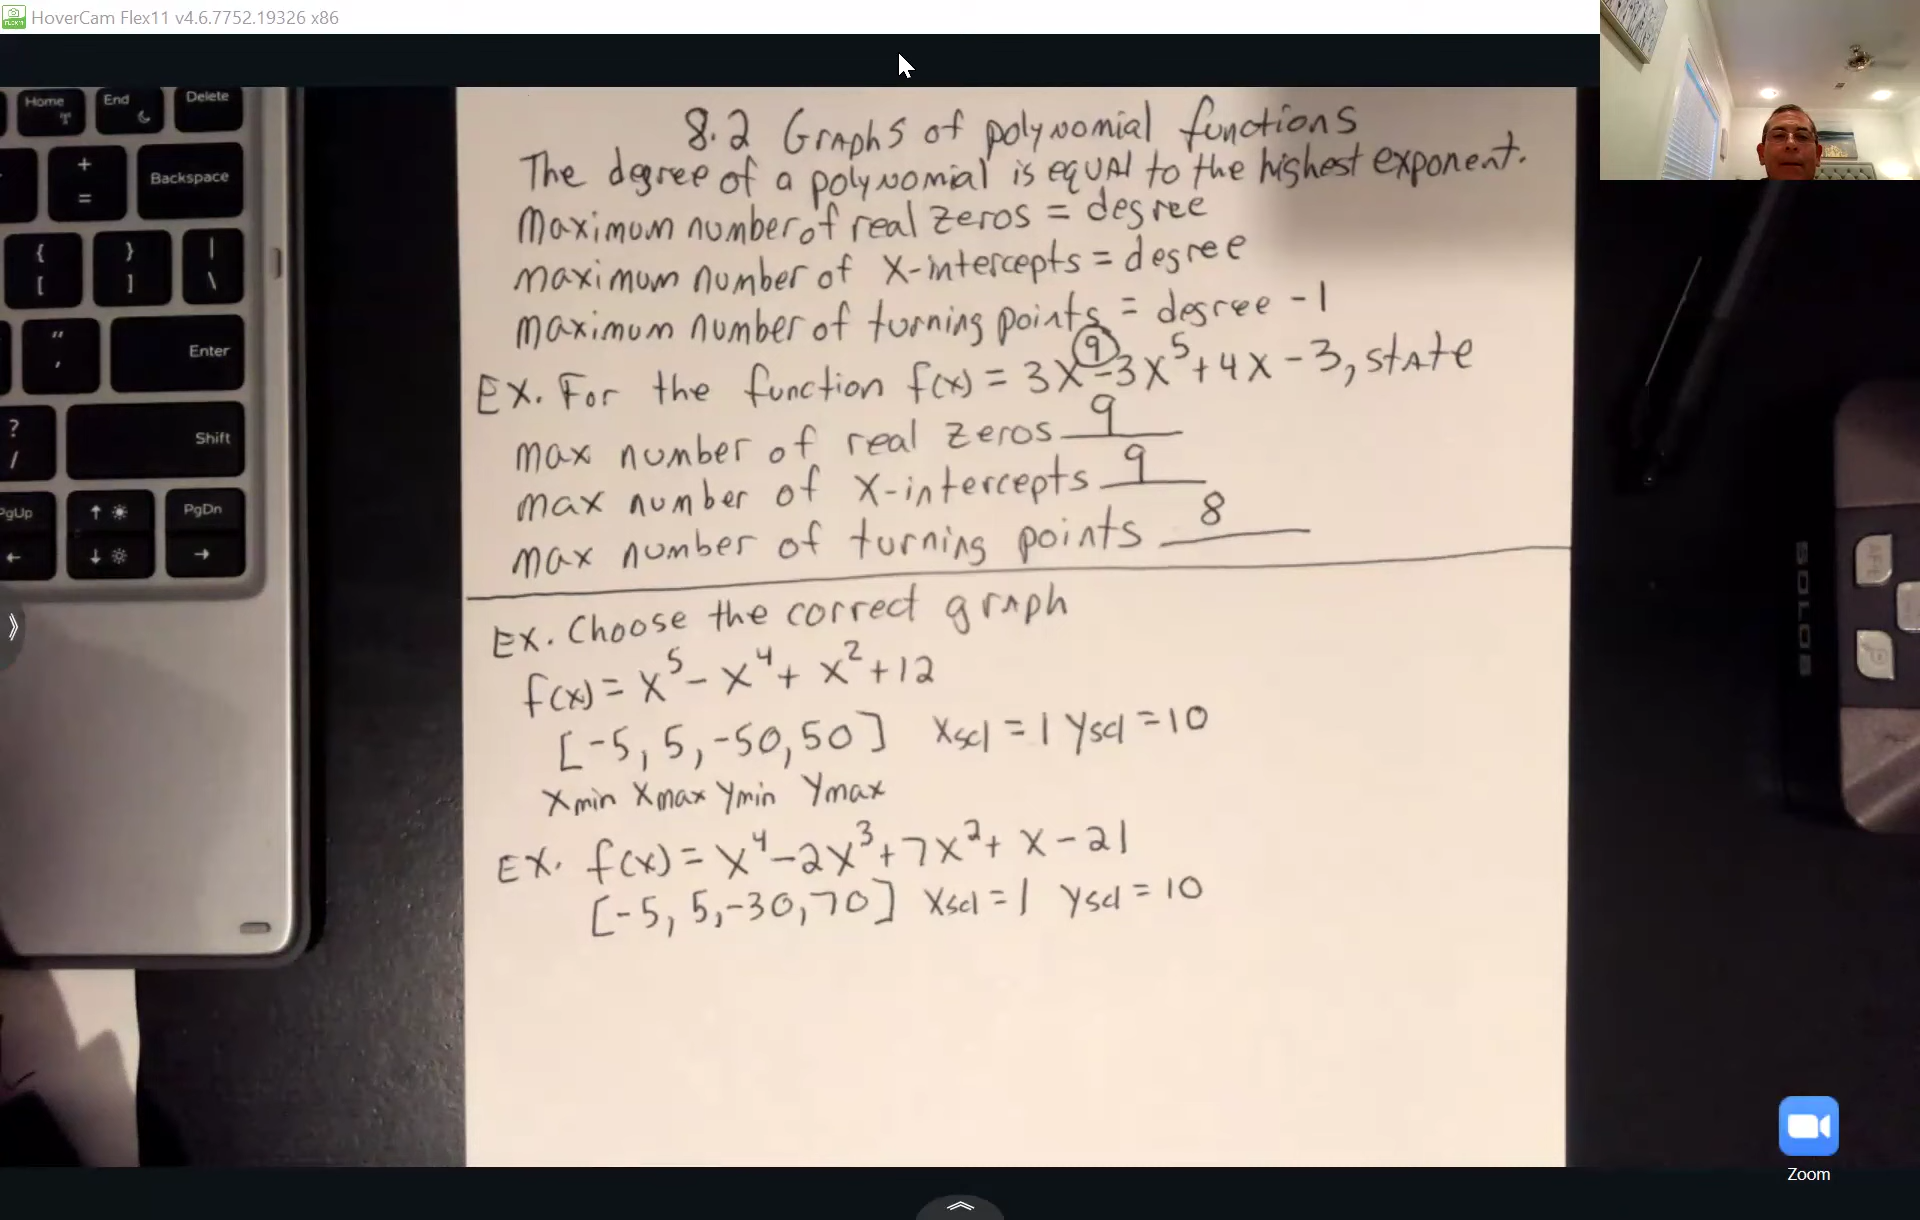 HoverCam Flex11 v4.6.7752.19326 x86
Home
End
Delete
+
=
Backspace
{
[
}
]
|
\
"
,
Enter
?
/
Shift
PgUp
PgDn
8.2 Graphs of polynomial functions
The degree of a polynomial is equal to the highest exponent.
Maximum number of real zeros = degree
maximum number of x-intercepts = degree
maximum number of turning points = degree -1
EX. For the function f(x) = 3x⁹-3x⁵+4x-3, state
max number of real zeros 9
max number of x-intercepts 9
max number of turning points 8
EX. Choose the correct graph
f(x) = x⁵ - x⁴ + x² + 12
[-5, 5, -50, 50] Xscl = 1 Yscl = 10
Xmin Xmax Ymin Ymax
EX. f(x) = x⁴ - 2x³ + 7x² + x - 21
[-5, 5, -30, 70] Xscl = 1 Yscl = 10
SOLO8
Zoom